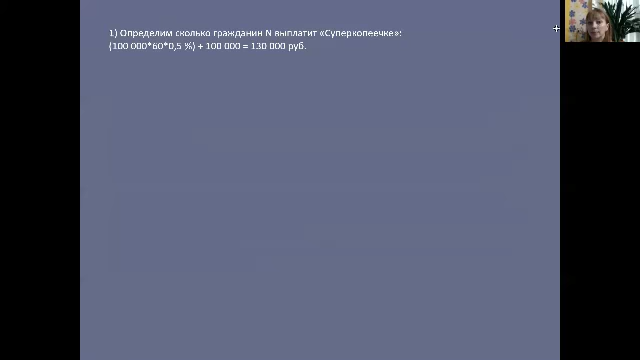 1) Определим сколько гражданин N выплатит «Суперкопеечке»:
(100 000*60*0,5 %) + 100 000 = 130 000 руб.